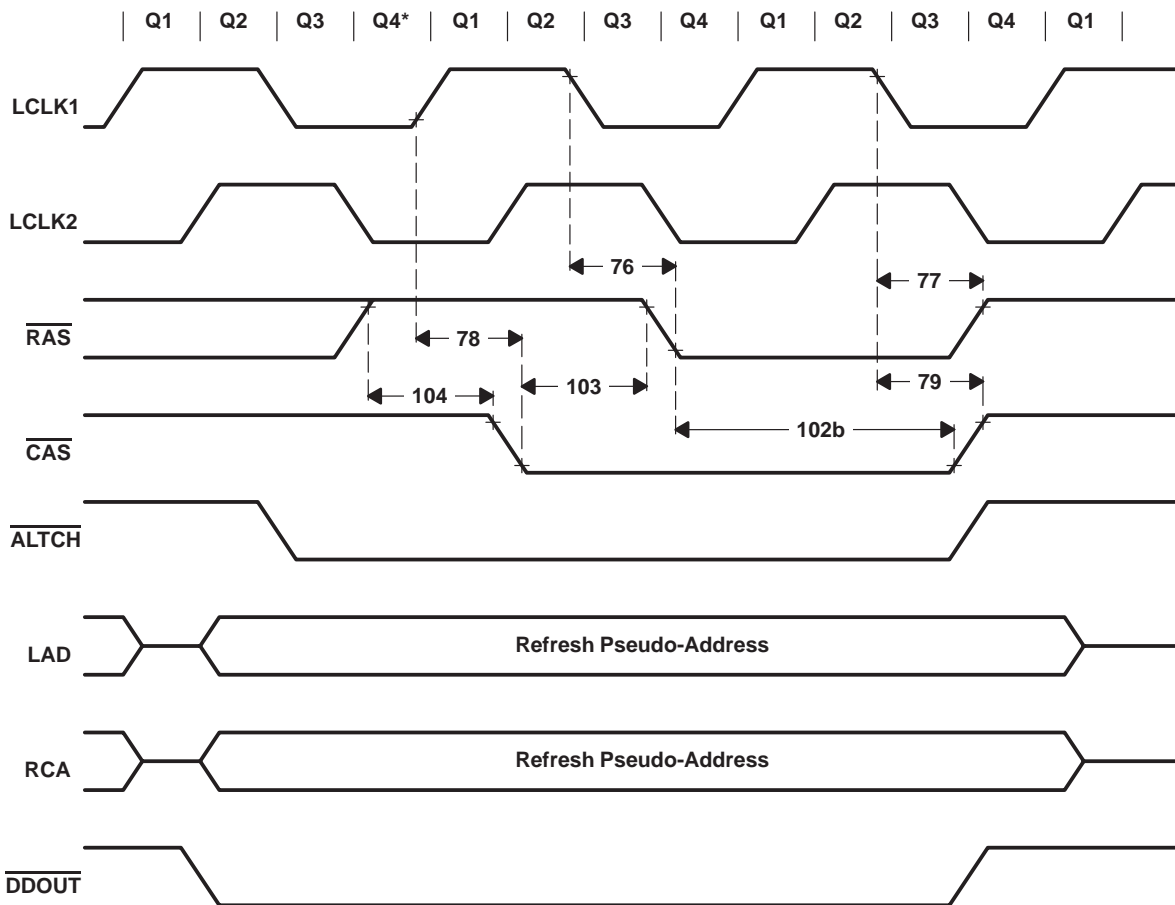 Q1 Q2 Q3 Q4* Q1 Q2 Q3 Q4 Q1 Q2 Q3 Q4 Q1
LCLK1
LCLK2
76
77
RAS
78
79
104
103
102b
CAS
ALTCH
LAD
Refresh Pseudo-Address
RCA
Refresh Pseudo-Address
DDOUT